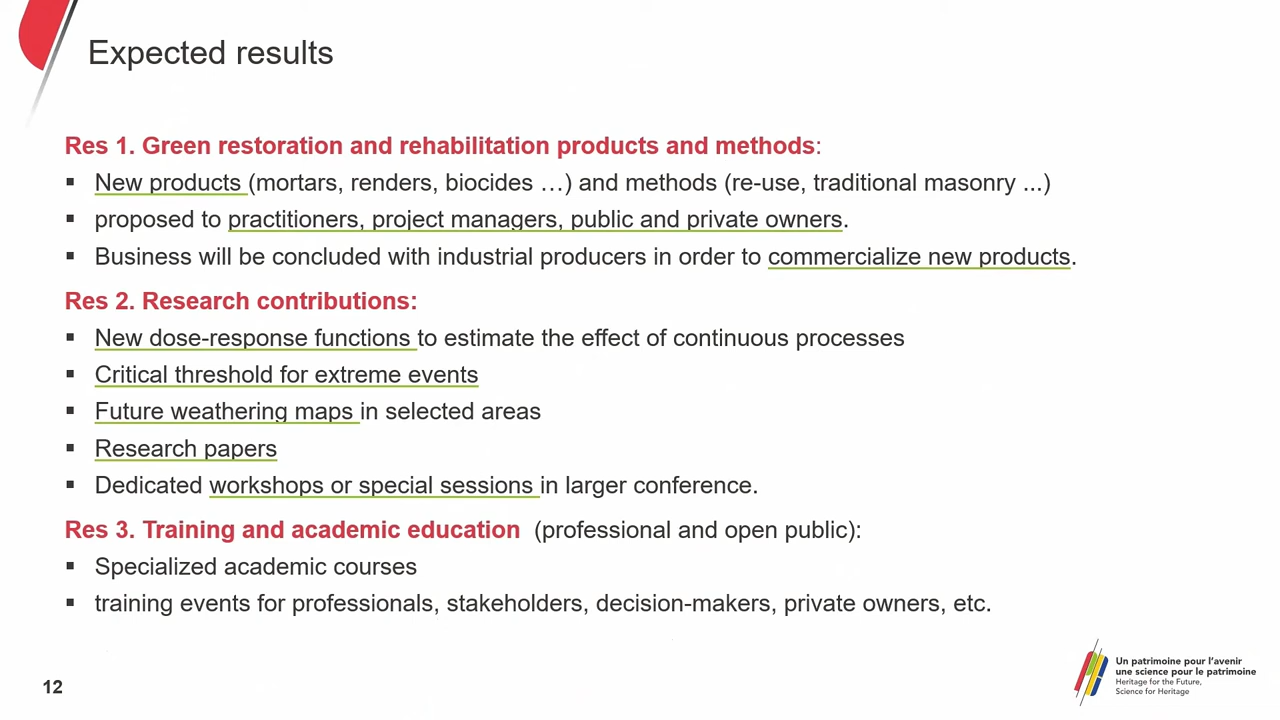 Expected results
Res 1. Green restoration and rehabilitation products and methods:
▪ New products (mortars, renders, biocides …) and methods (re-use, traditional masonry ...)
▪ proposed to practitioners, project managers, public and private owners.
▪ Business will be concluded with industrial producers in order to commercialize new products.
Res 2. Research contributions:
▪ New dose-response functions to estimate the effect of continuous processes
▪ Critical threshold for extreme events
▪ Future weathering maps in selected areas
▪ Research papers
▪ Dedicated workshops or special sessions in larger conference.
Res 3. Training and academic education (professional and open public):
▪ Specialized academic courses
▪ training events for professionals, stakeholders, decision-makers, private owners, etc.
12
Un patrimoine pour l'avenir
une science pour le patrimoine
Heritage for the Future,
Science for Heritage